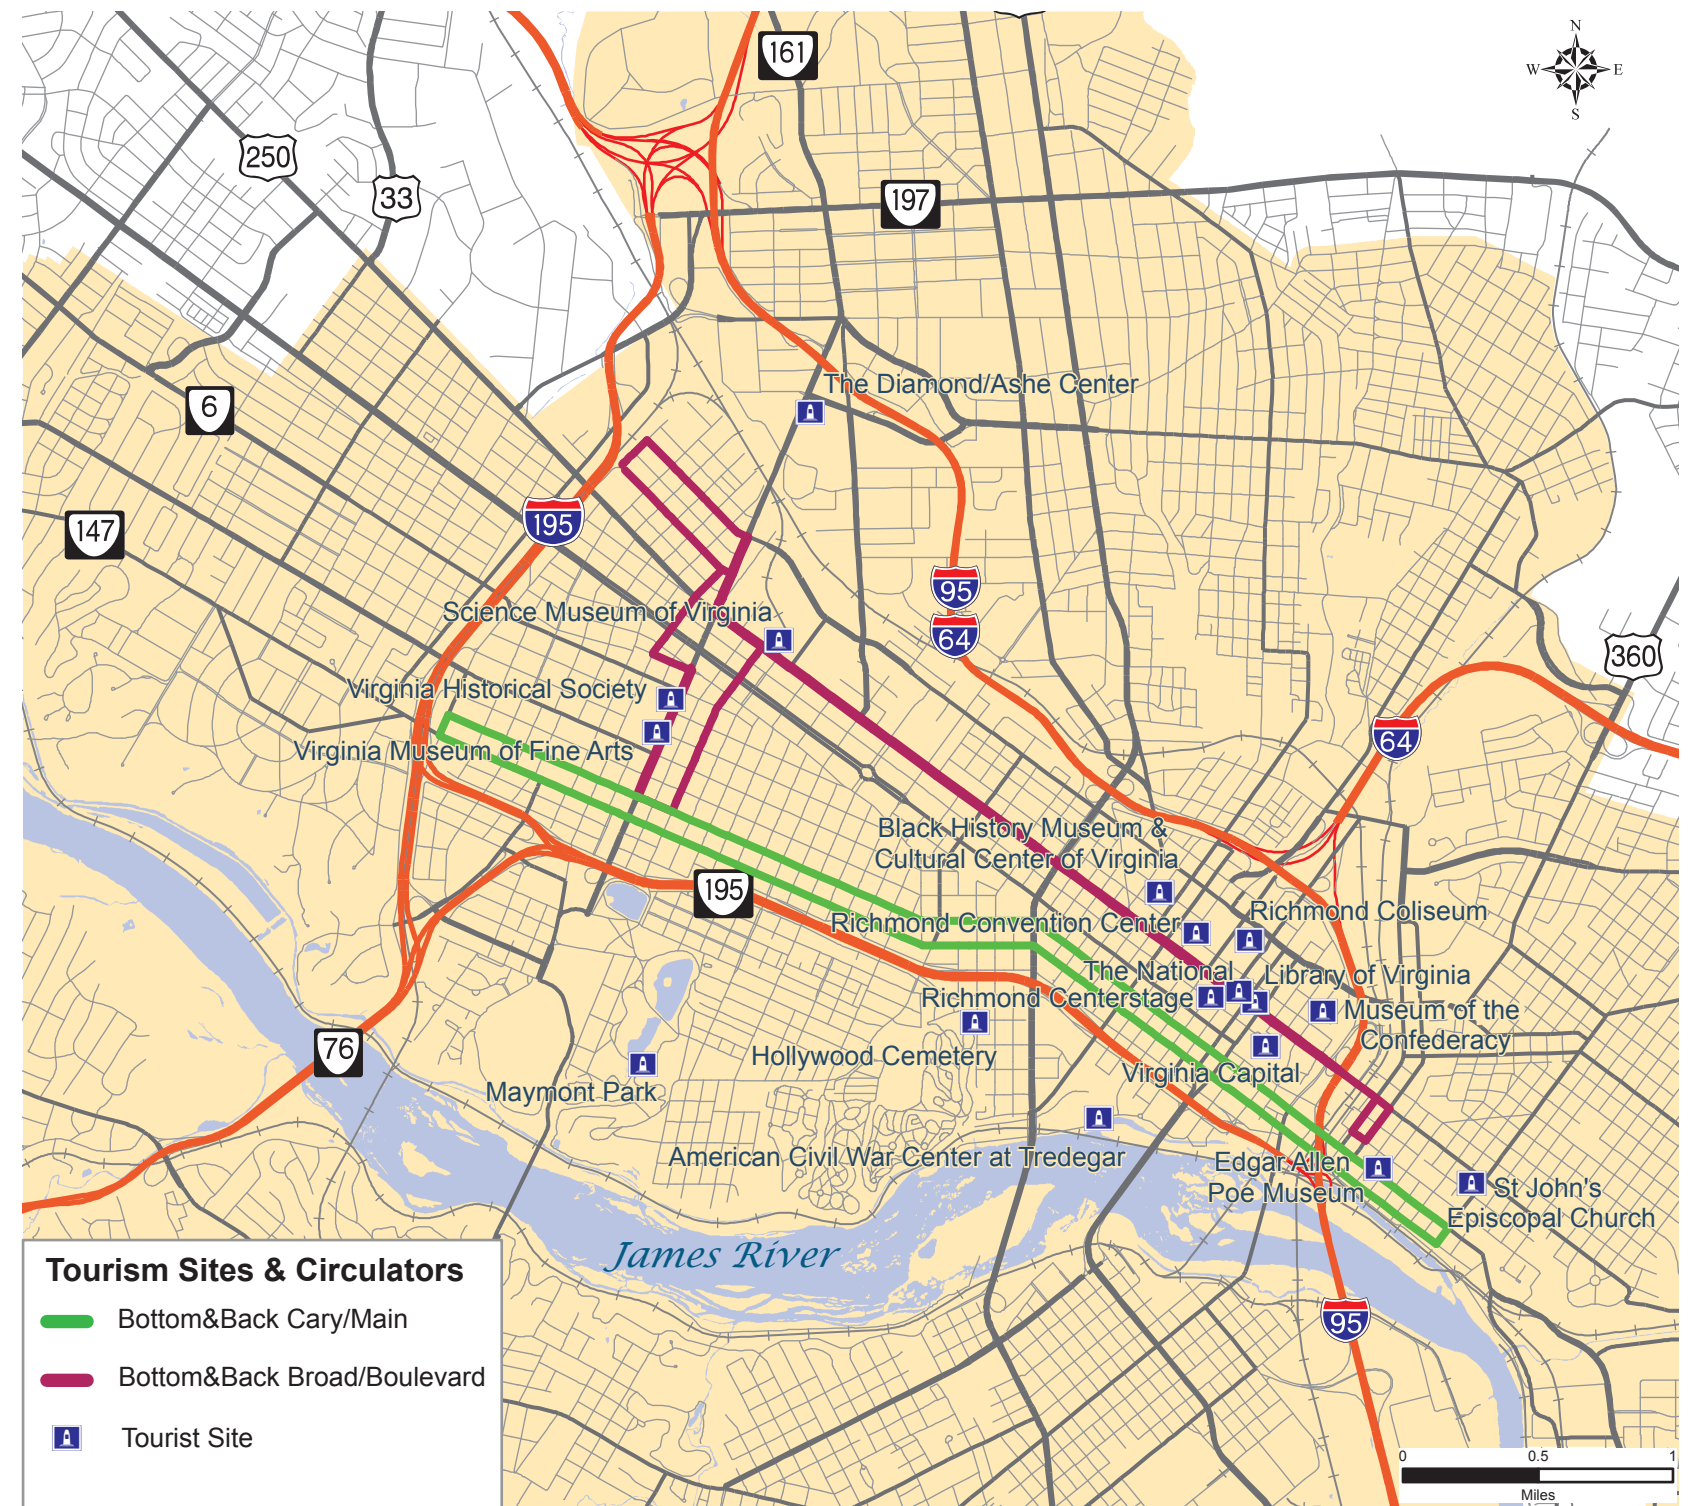 161
N
W E
S
250
33
197
The Diamond/Ashe Center
6
195
147
95
64
Science Museum of Virginia
360
Virginia Historical Society
Virginia Museum of Fine Arts
64
Black History Museum &
Cultural Center of Virginia
195
Richmond Coliseum
Richmond Convention Center
The National
Library of Virginia
Richmond Centerstage
Museum of the
Confederacy
Hollywood Cemetery
76
Virginia Capital
Maymont Park
American Civil War Center at Tredegar
Edgar Allen
Poe Museum
St John's
Episcopal Church
James River
95
Tourism Sites & Circulators
Bottom&Back Cary/Main
Bottom&Back Broad/Boulevard
Tourist Site
0 0.5 1
Miles